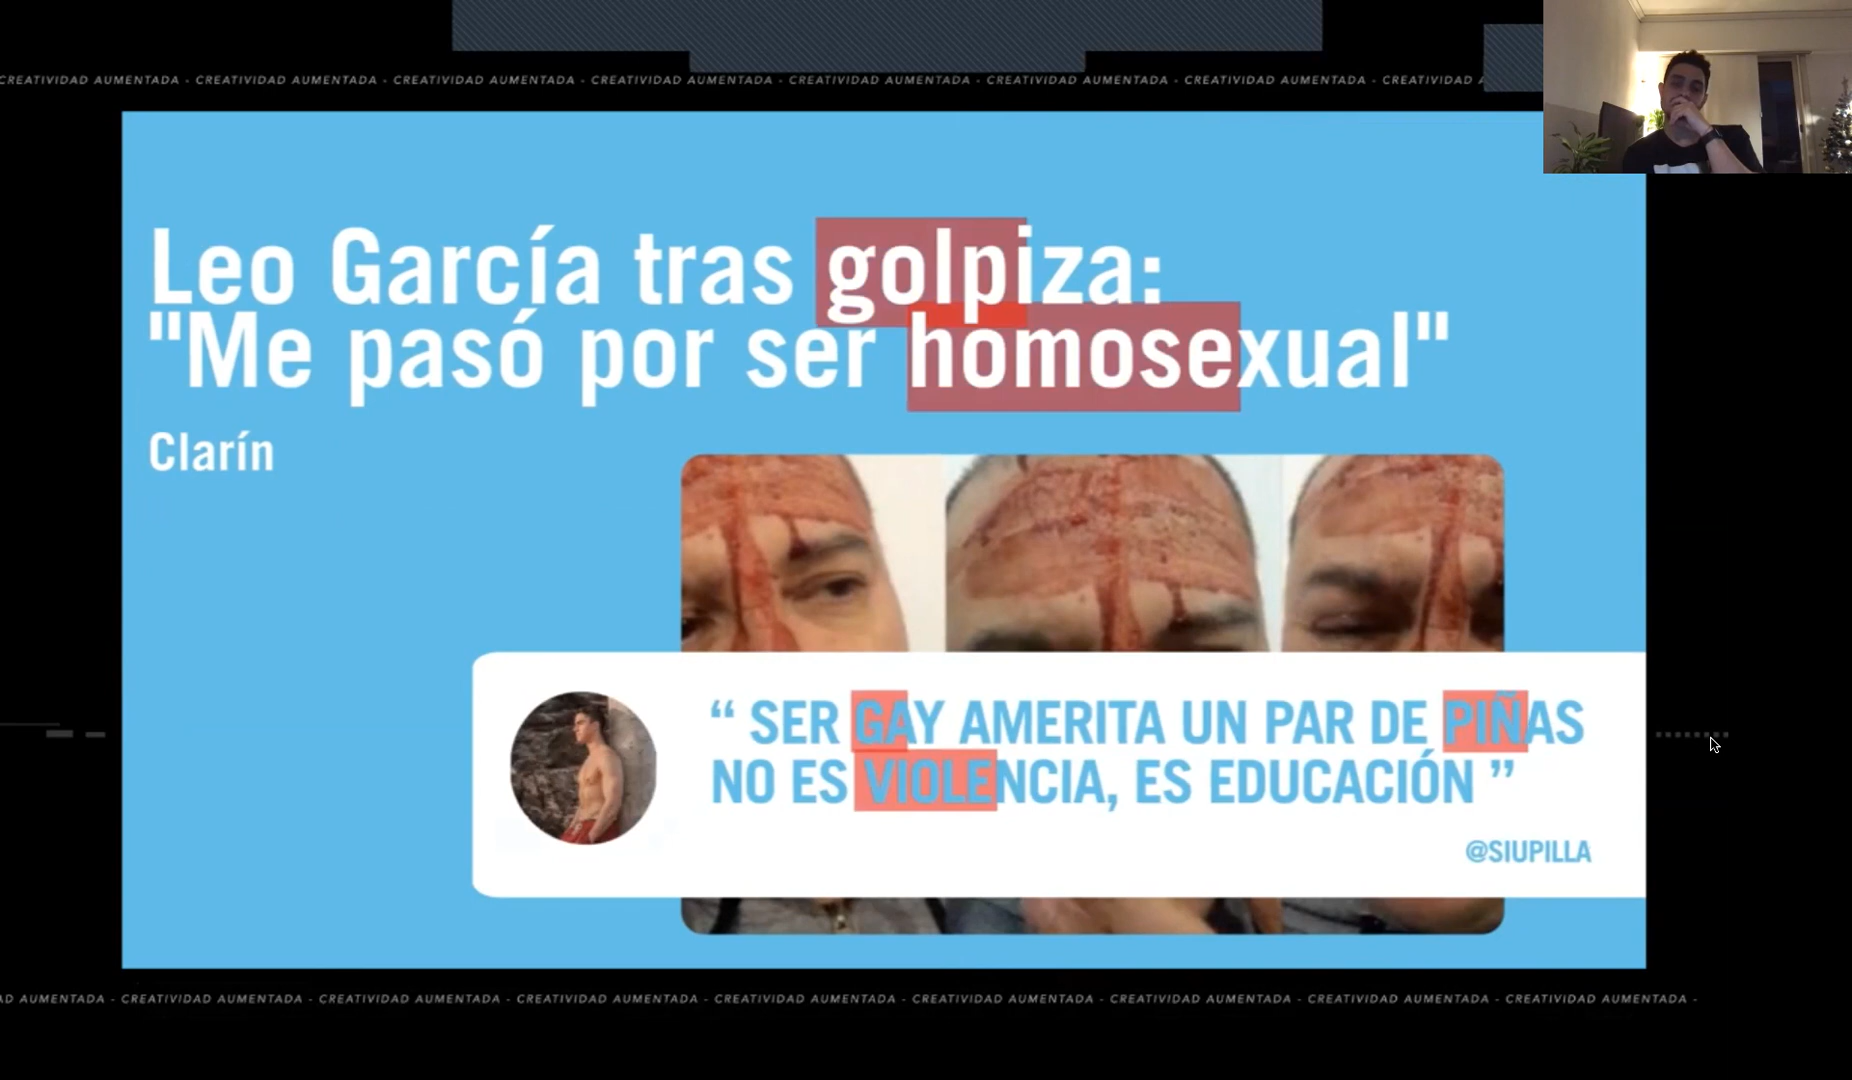 CREATIVIDAD AUMENTADA - CREATIVIDAD AUMENTADA - CREATIVIDAD AUMENTADA - CREATIVIDAD AUMENTADA - CREATIVIDAD AUMENTADA - CREATIVIDAD AUMENTADA - CREATIVIDAD AUMENTADA - CREATIVIDAD
Leo García tras golpiza:
"Me pasó por ser homosexual"
Clarín
“ SER GAY AMERITA UN PAR DE PIÑAS
NO ES VIOLENCIA, ES EDUCACIÓN ”
@SIUPILLA
AUMENTADA - CREATIVIDAD AUMENTADA - CREATIVIDAD AUMENTADA - CREATIVIDAD AUMENTADA - CREATIVIDAD AUMENTADA - CREATIVIDAD AUMENTADA - CREATIVIDAD AUMENTADA - CREATIVIDAD AUMENTADA - CREATIVIDAD AUMENTADA -